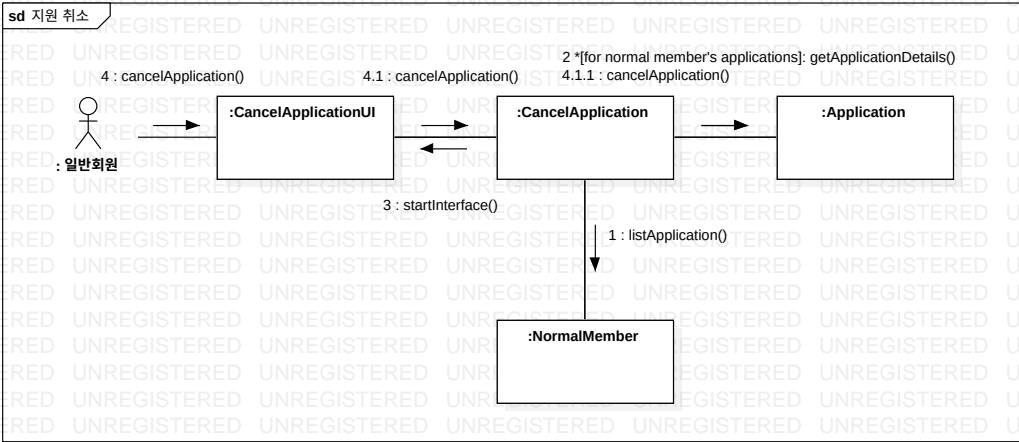 sd 지원 취소
2 *[for normal member's applications]: getApplicationDetails()
4 : cancelApplication()
4.1 : cancelApplication()
4.1.1 : cancelApplication()
:CancelApplicationUI
:CancelApplication
:Application
: 일반회원
3 : startInterface()
1 : listApplication()
:NormalMember
UNREGISTERED